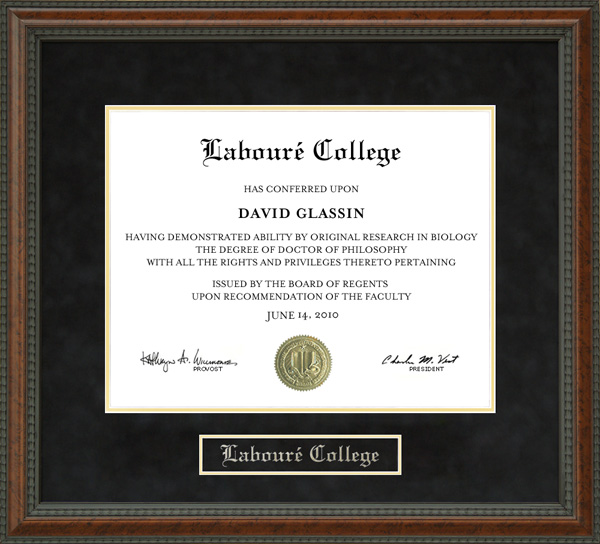 Labouré College
HAS CONFERRED UPON
DAVID GLASSIN
HAVING DEMONSTRATED ABILITY BY ORIGINAL RESEARCH IN BIOLOGY
THE DEGREE OF DOCTOR OF PHILOSOPHY
WITH ALL THE RIGHTS AND PRIVILEGES THERETO PERTAINING
ISSUED BY THE BOARD OF REGENTS
UPON RECOMMENDATION OF THE FACULTY
JUNE 14, 2010
PROVOST
Charles M. Vest
PRESIDENT
Labouré College